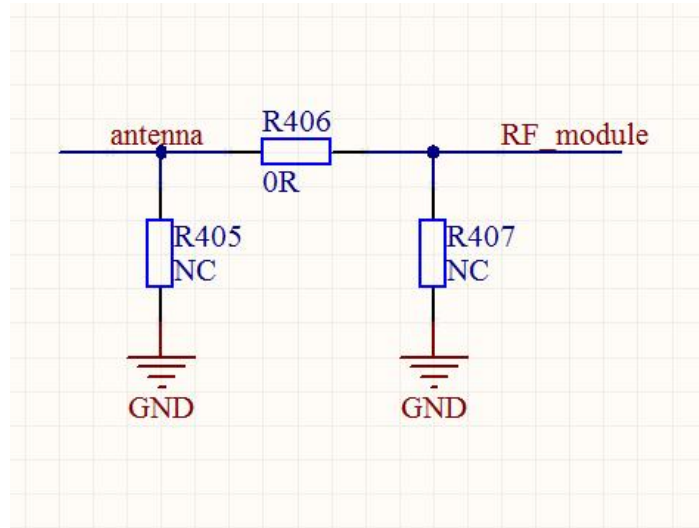 R406
antenna
RF_module
0R
R405
NC
R407
NC
GND
GND